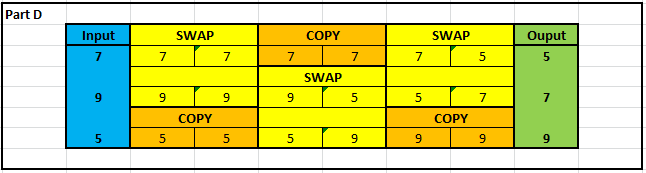 Part D
Input SWAP COPY SWAP Ouput
7 7 7 7 7 7 5 5
SWAP
9 9 9 9 5 5 7 7
COPY COPY
5 5 5 5 9 9 9 9